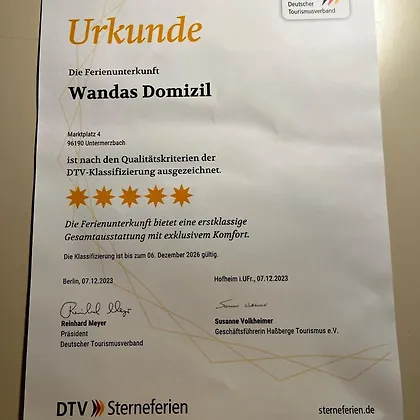 Deutscher
Tourismusverband
Urkunde
Die Ferienunterkunft
Wandas Domizil
Marktplatz 4
96190 Untermerzbach
ist nach den Qualitätskriterien der
DTV-Klassifizierung ausgezeichnet.
Die Ferienunterkunft bietet eine erstklassige
Gesamtausstattung mit exklusivem Komfort.
Die Klassifizierung ist bis zum 06. Dezember 2026 gültig.
Berlin, 07.12.2023
Hofheim i.UFr., 07.12.2023
Reinhard Meyer
Präsident
Deutscher Tourismusverband
Susanne Volkheimer
Geschäftsführerin Haßberge Tourismus e.V.
DTV Sterneferien
sterneferien.de